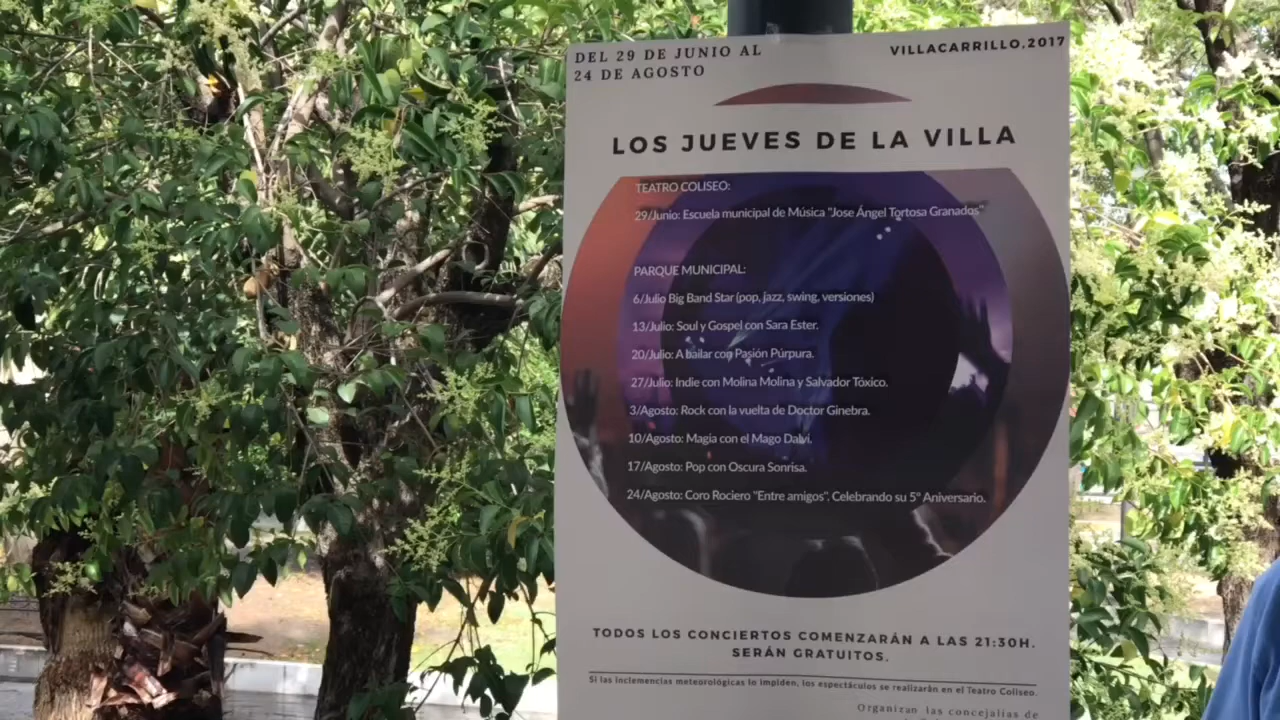 DEL 29 DE JUNIO AL
24 DE AGOSTO
VILLACARRILLO.2017
LOS JUEVES DE LA VILLA
TEATRO COLISEO:
29/Junio: Escuela municipal de Música "Jose Ángel Tortosa Granados"
PARQUE MUNICIPAL:
6/Julio Big Band Star (pop, jazz, swing, versiones)
13/Julio: Soul y Gospel con Sara Ester.
20/Julio: A bailar con Pasión Púrpura.
27/Julio: Indie con Molina Molina y Salvador Tóxico.
3/Agosto: Rock con la vuelta de Doctor Ginebra.
10/Agosto: Magia con el Mago Dalvi.
17/Agosto: Pop con Oscura Sonrisa.
24/Agosto: Coro Rociero "Entre amigos". Celebrando su 5º Aniversario.
TODOS LOS CONCIERTOS COMENZARÁN A LAS 21:30H.
SERÁN GRATUITOS.
Si las inclemencias meteorológicas lo impiden, los espectáculos se realizarán en el Teatro Coliseo.
Organizan las concejalías de